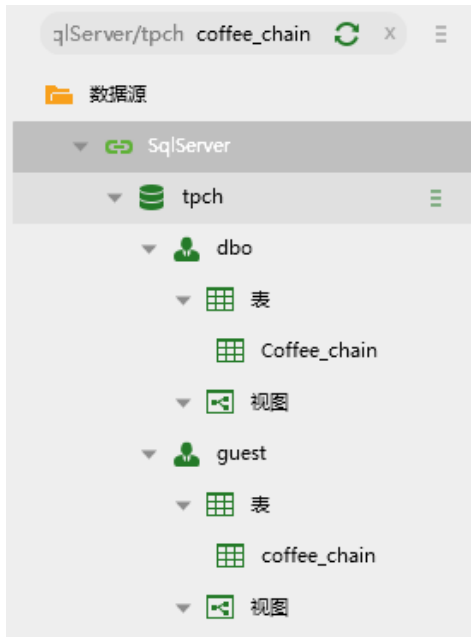 qlServer/tpch coffee_chain x
数据源
SqlServer
tpch
dbo
表
Coffee_chain
视图
guest
表
coffee_chain
视图